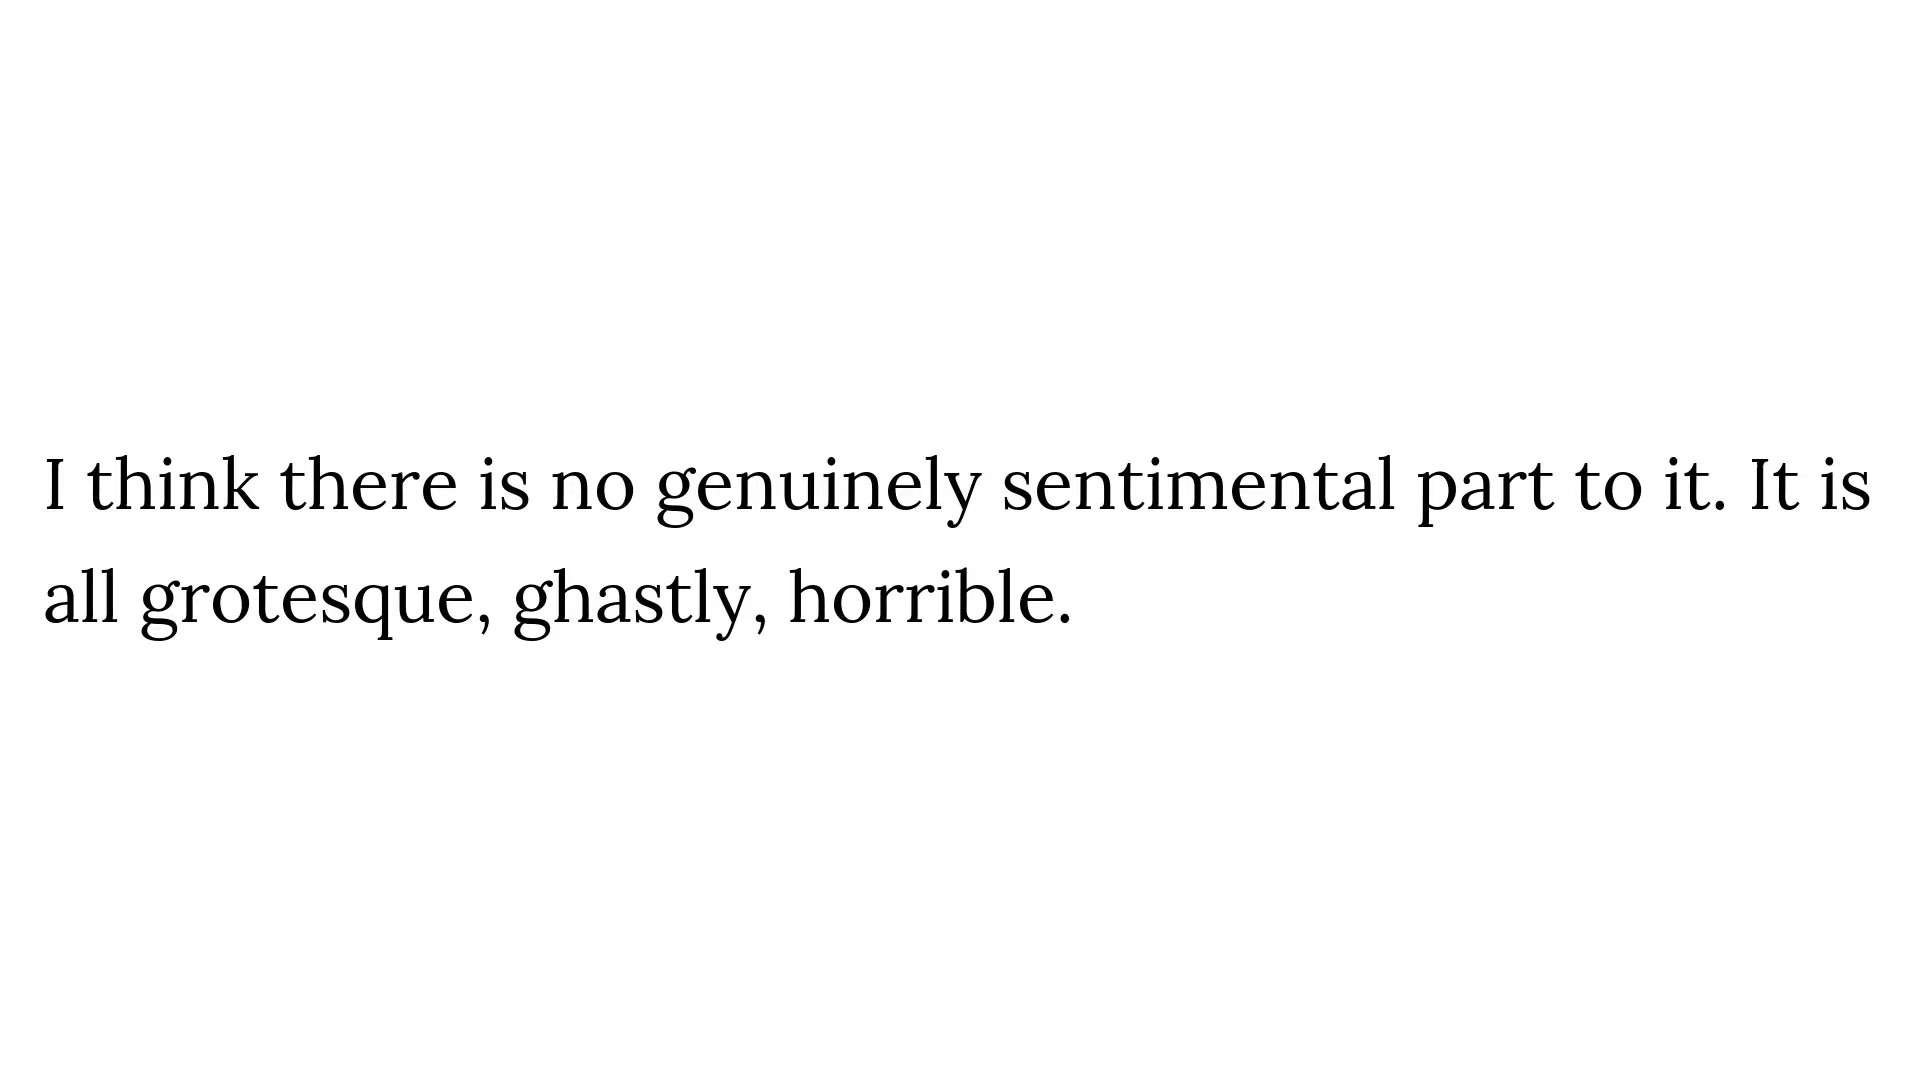 I think there is no genuinely sentimental part to it. It is
all grotesque, ghastly, horrible.